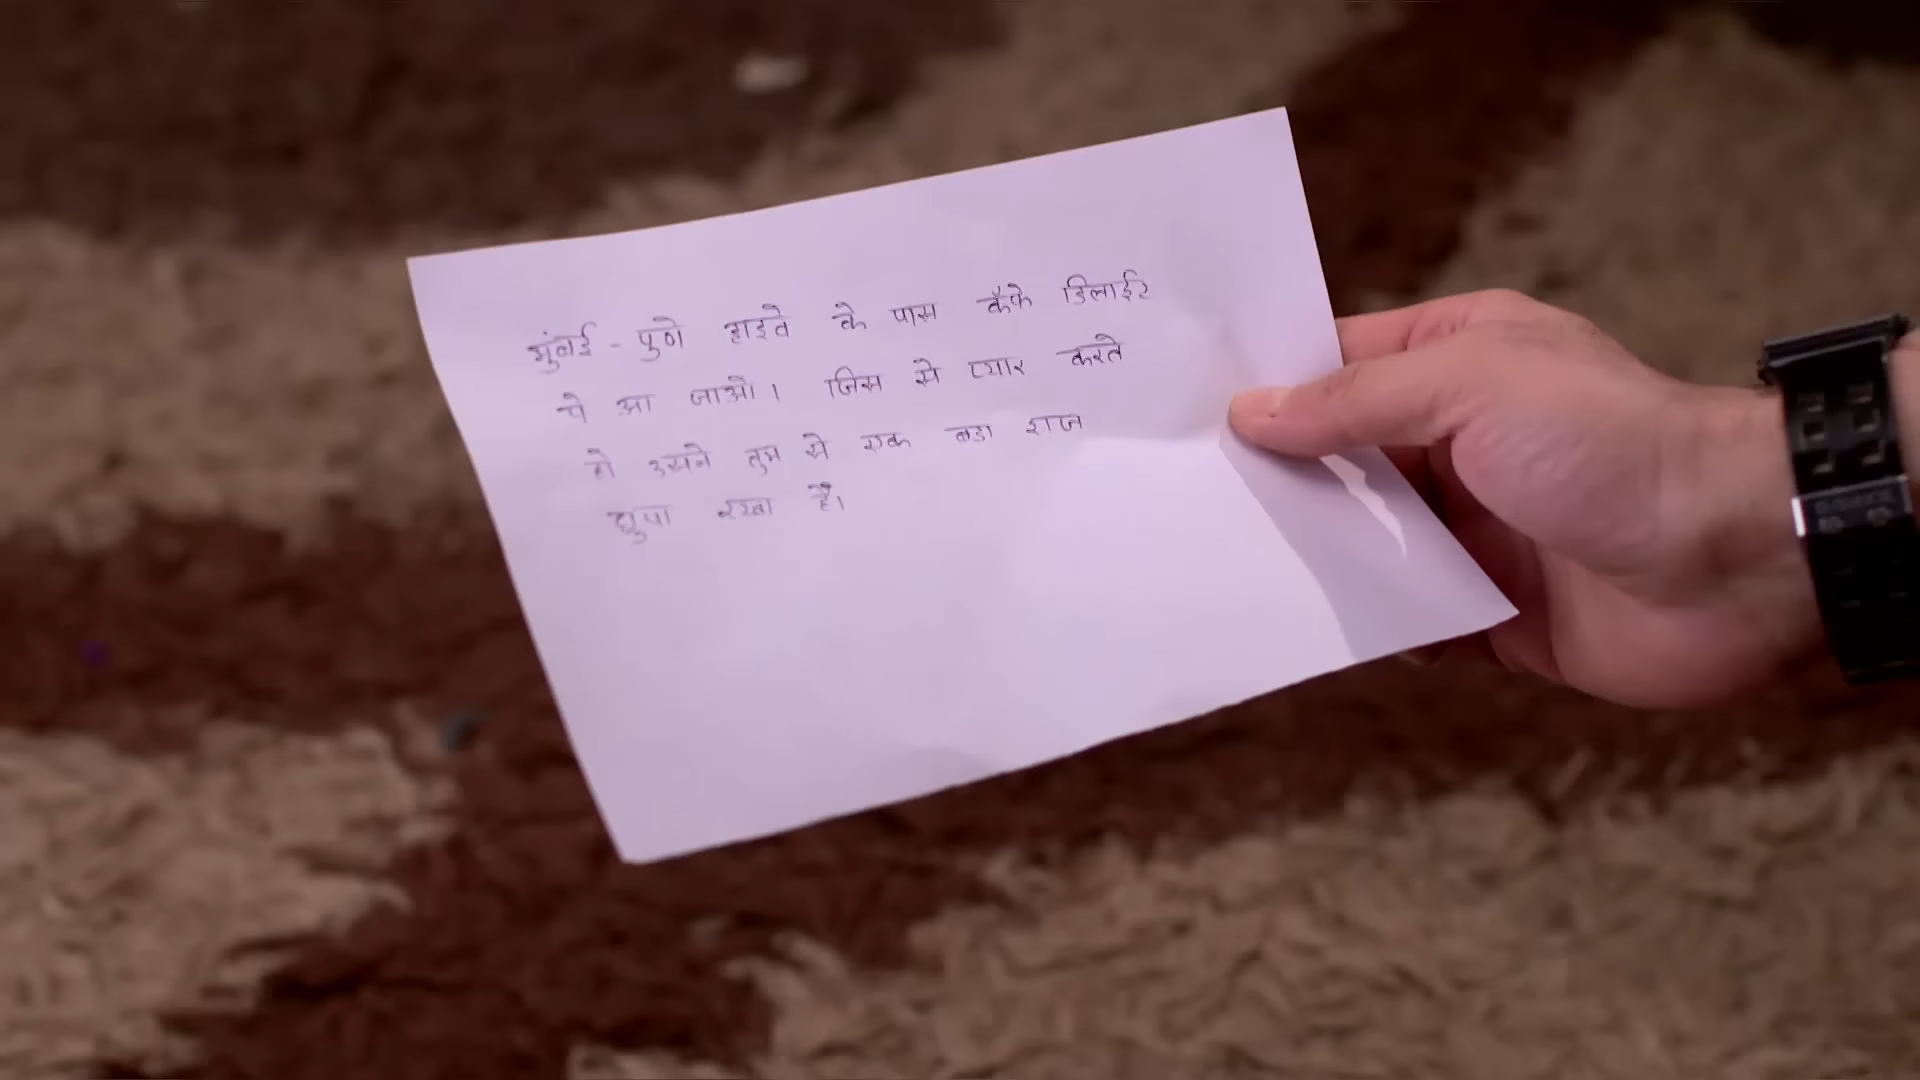 मुंबई - पुणे हाइवे के पास कॅफे डिलाईट
पे आ जाओ। जिस से प्यार करते
हो उसने तुम से एक बडा राज
छुपा रखा है।